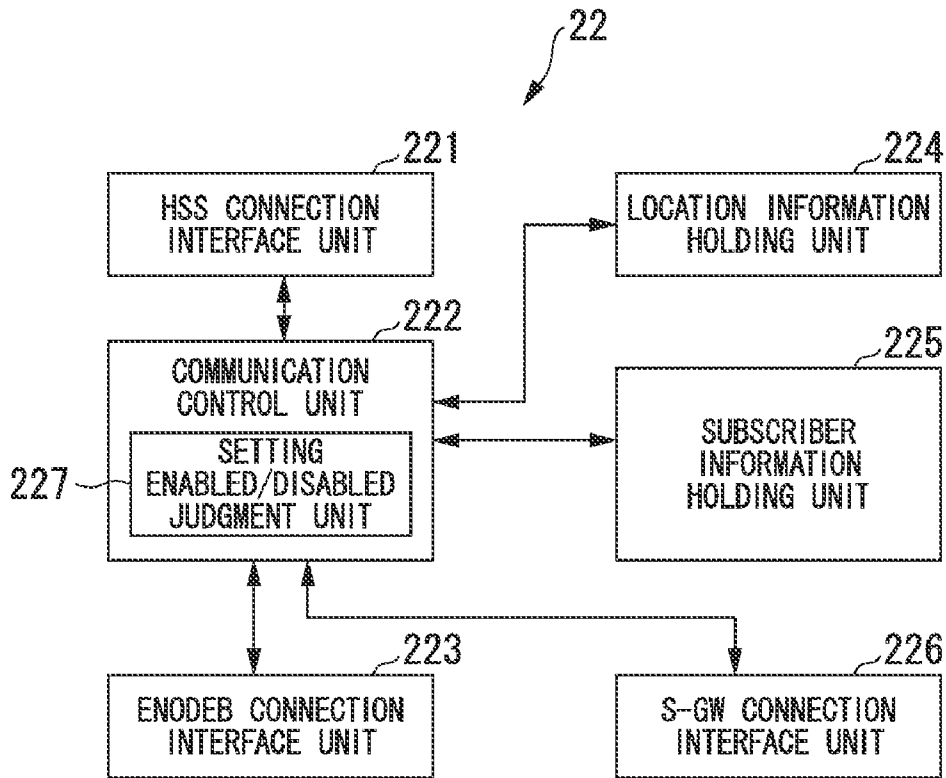 22
221
HSS CONNECTION
INTERFACE UNIT
224
LOCATION INFORMATION
HOLDING UNIT
222
COMMUNICATION
CONTROL UNIT
227
SETTING
ENABLED/DISABLED
JUDGMENT UNIT
225
SUBSCRIBER
INFORMATION
HOLDING UNIT
223
ENODEB CONNECTION
INTERFACE UNIT
226
S-GW CONNECTION
INTERFACE UNIT